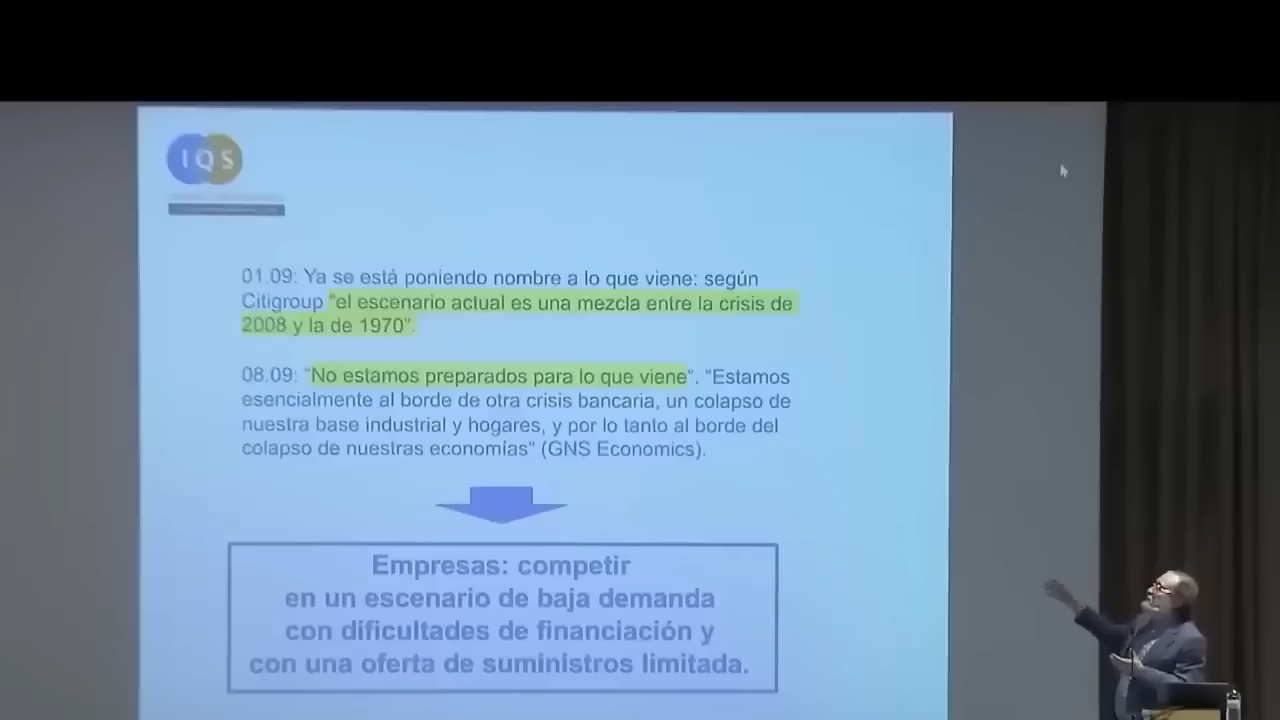 IQS
01.09: Ya se está poniendo nombre a lo que viene: según
Citigroup "el escenario actual es una mezcla entre la crisis de
2008 y la de 1970".
08.09: "No estamos preparados para lo que viene". "Estamos
esencialmente al borde de otra crisis bancaria, un colapso de
nuestra base industrial y hogares, y por lo tanto al borde del
colapso de nuestras economías" (GNS Economics).
Empresas: competir
en un escenario de baja demanda
con dificultades de financiación y
con una oferta de suministros limitada.